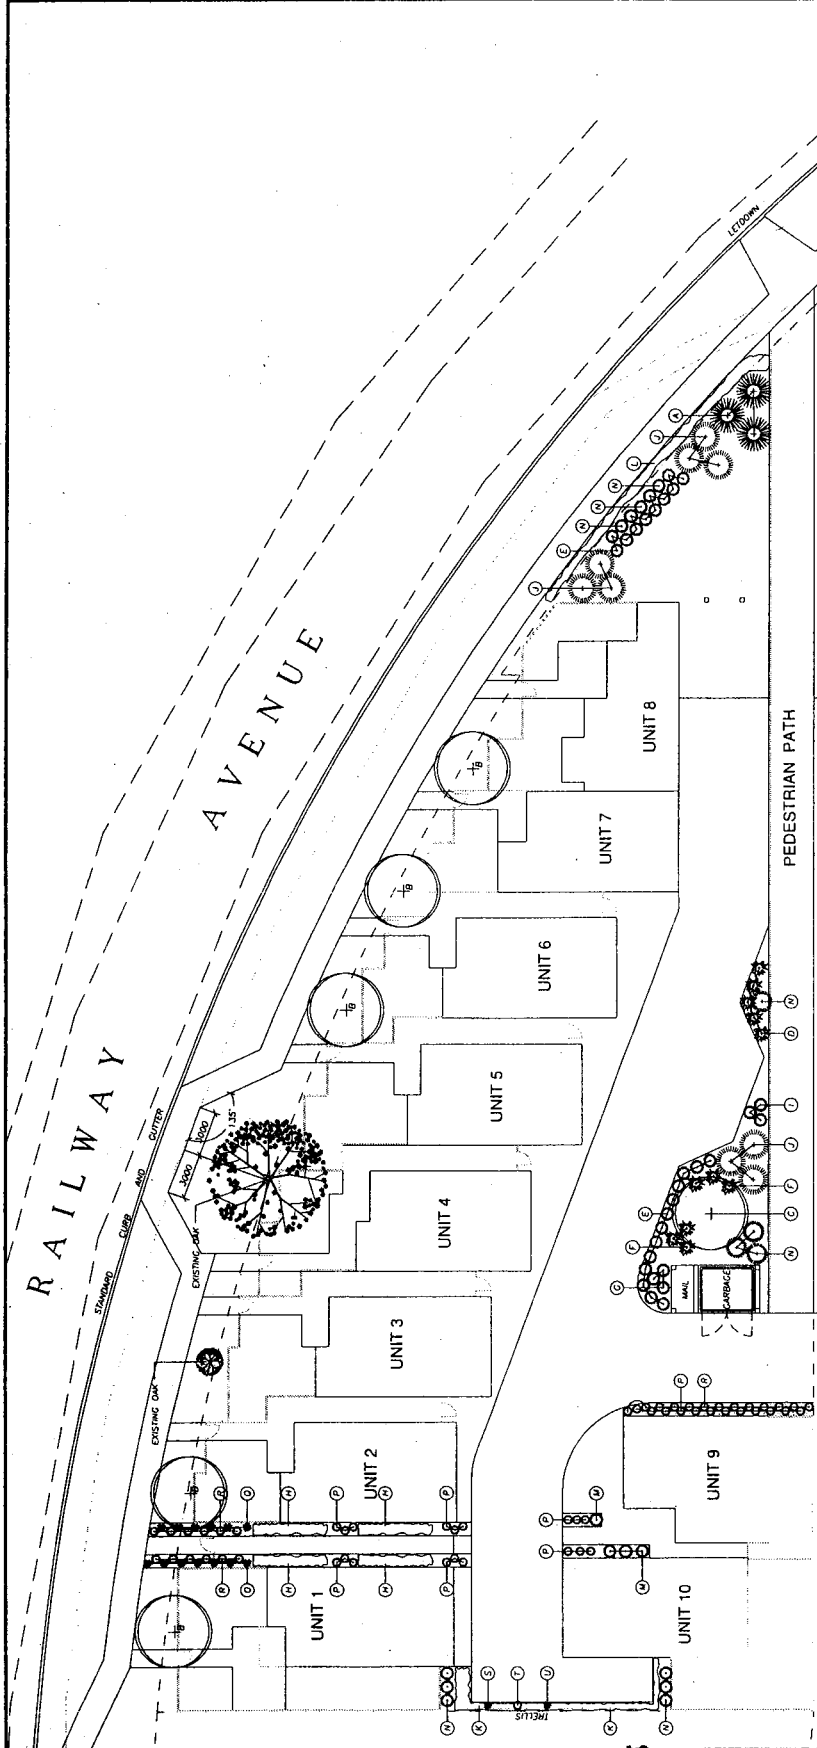 RAILWAY
AVENUE
LETDOWN
STANDARD CURB AND GUTTER
A
J
L
N
N
N
E
J
UNIT 8
B
UNIT 7
PEDESTRIAN PATH
B
UNIT 6
B
N
D
UNIT 5
1.35
3000
3000
I
J
F
EXISTING OAK
UNIT 4
E
C
F
N
G
MAIL
GARBAGE
EXISTING OAK
UNIT 3
P
R
UNIT 2
B
R
O
H
P
H
P
UNIT 9
P
M
P
M
R
O
H
P
H
P
UNIT 1
B
UNIT 10
S
T
U
TRELLIS
N
K
K
N